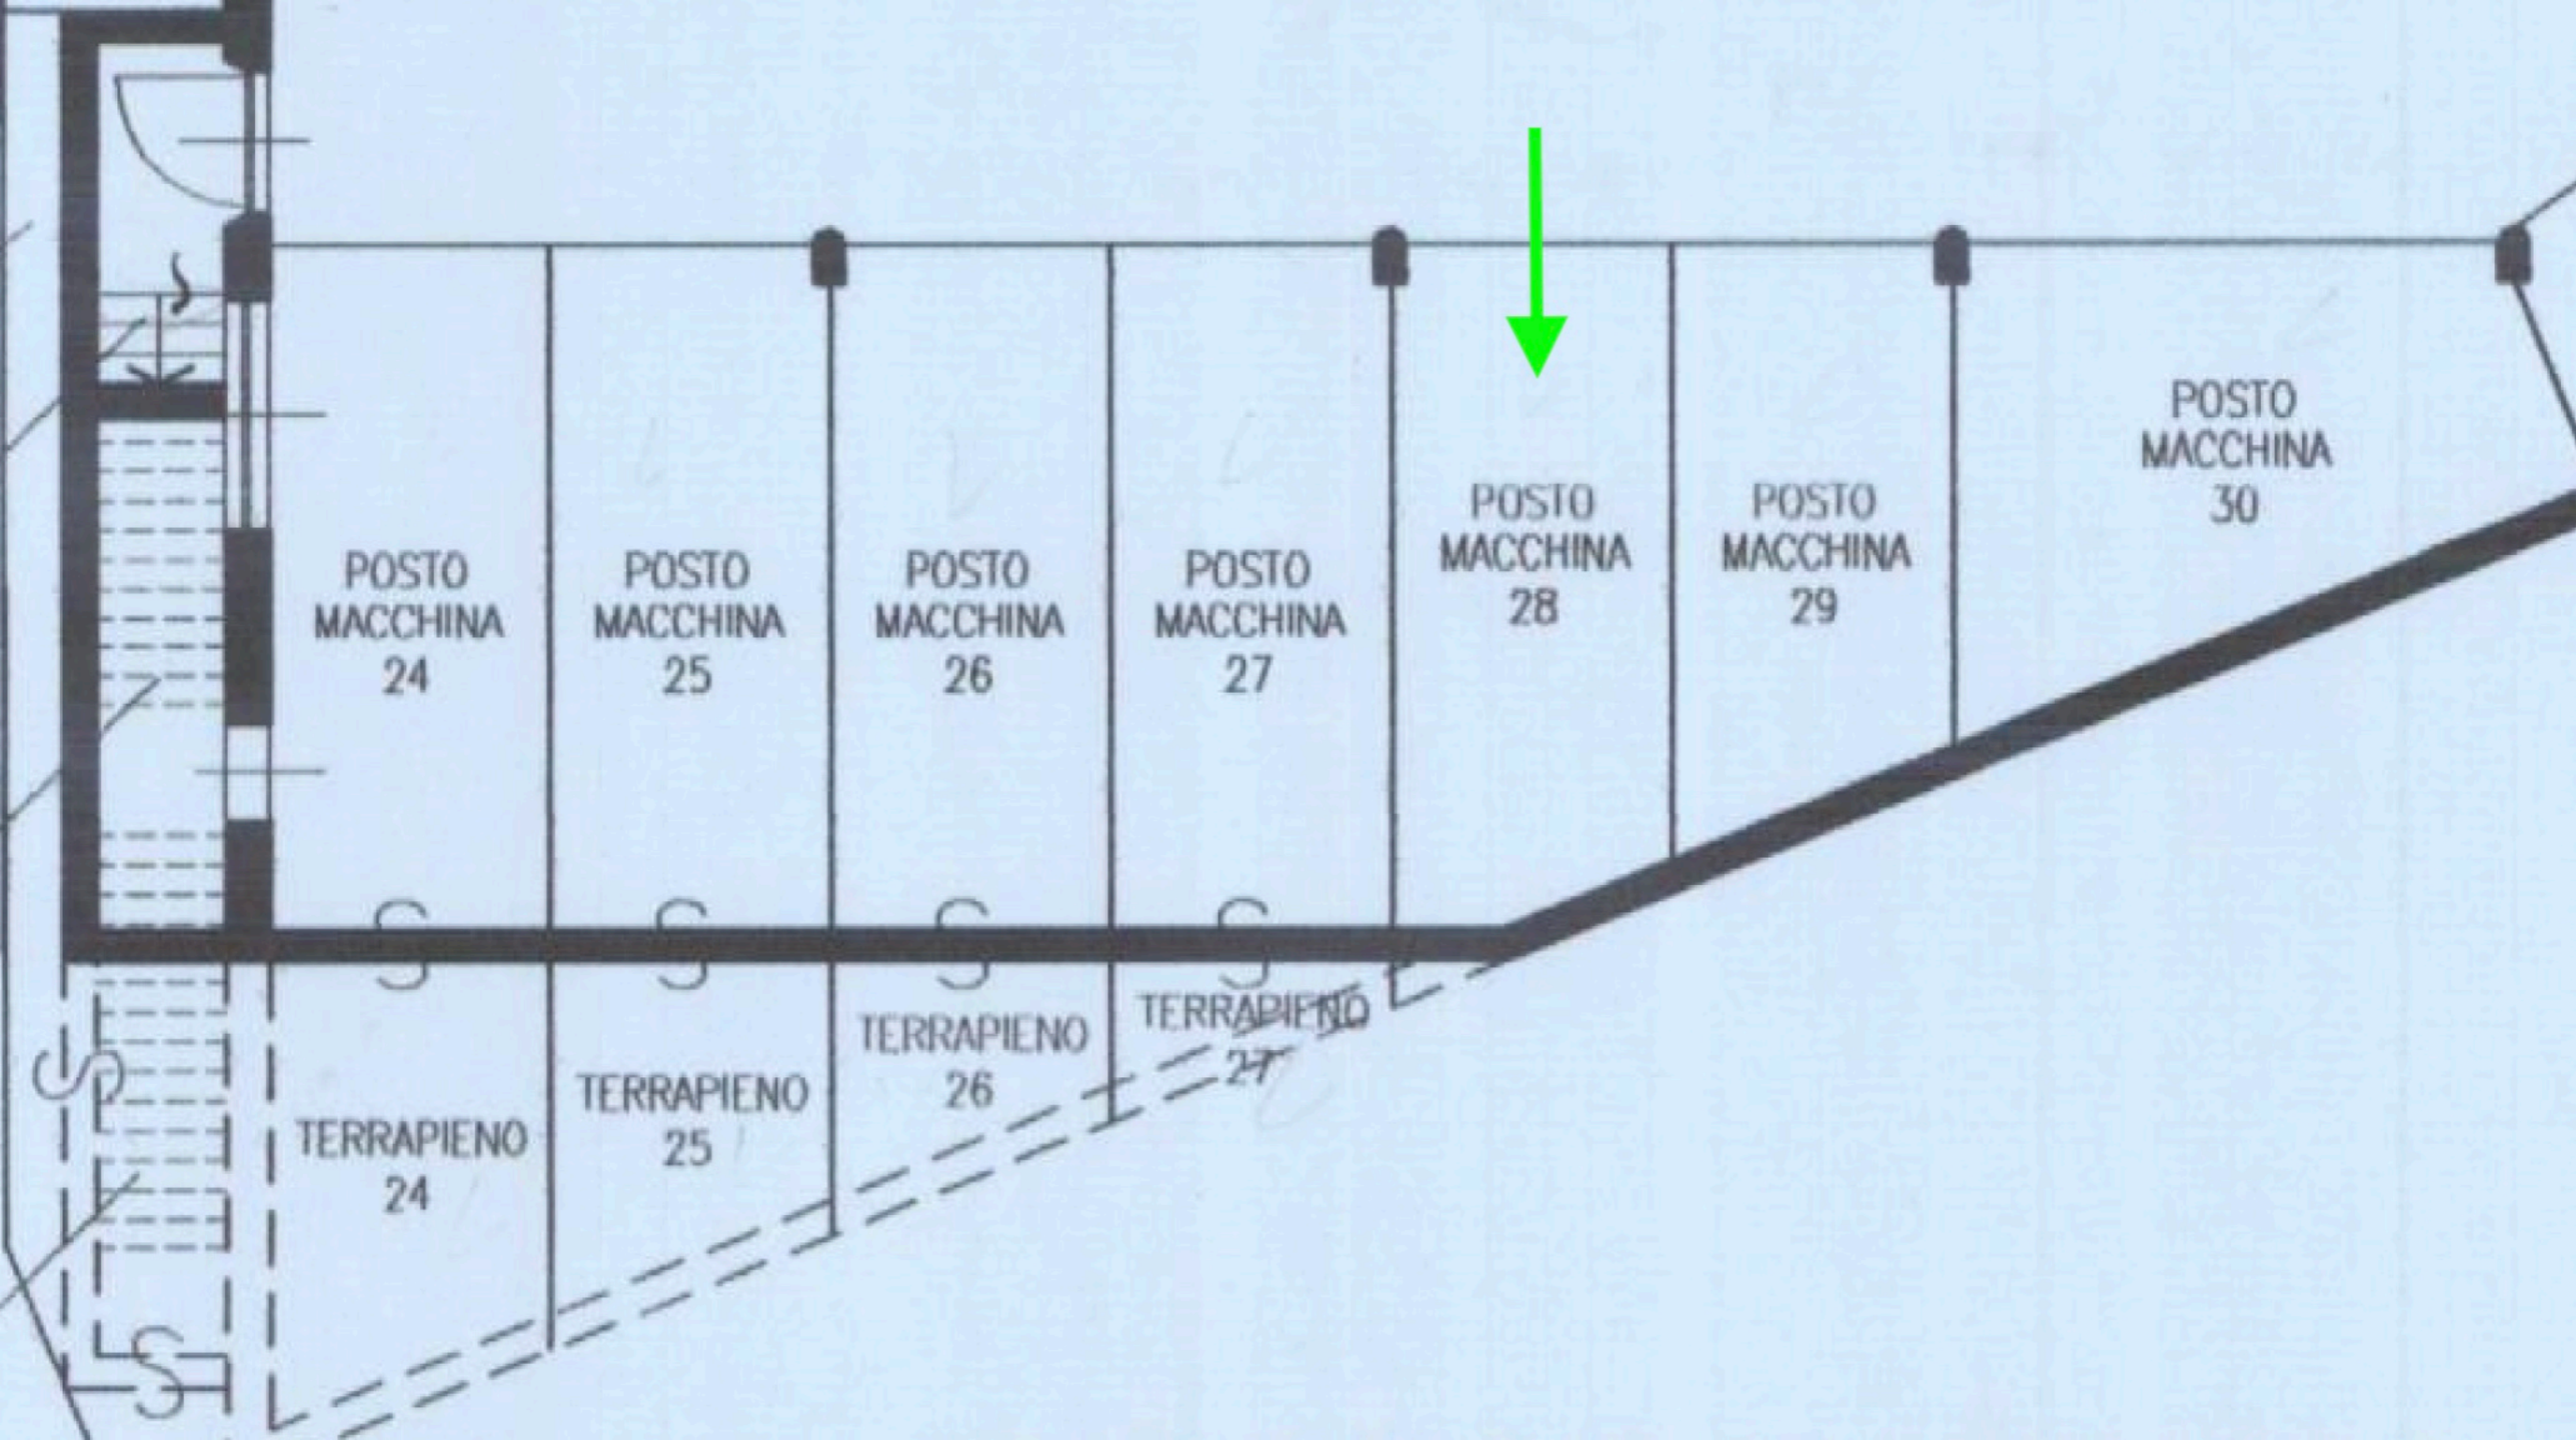 POSTO
MACCHINA
24
POSTO
MACCHINA
25
POSTO
MACCHINA
26
POSTO
MACCHINA
27
POSTO
MACCHINA
28
POSTO
MACCHINA
29
POSTO
MACCHINA
30
S
S
S
S
TERRAPIENO
24
TERRAPIENO
25
TERRAPIENO
26
TERRAPIENO
27
S
S